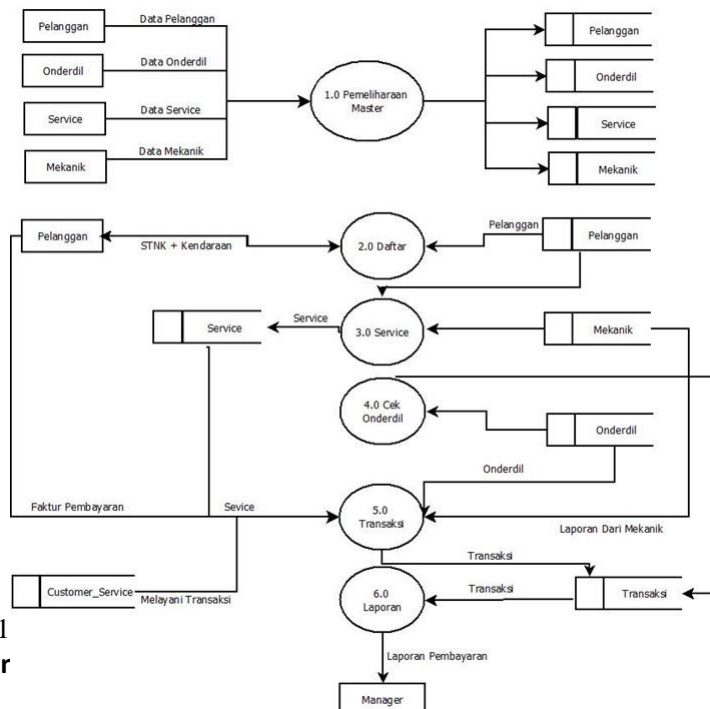 Pelanggan
Data Pelanggan
Onderdil
Data Onderdil
Service
Data Service
Mekanik
Data Mekanik
1.0 Pemeliharaan
Master
Pelanggan
Onderdil
Service
Mekanik
Pelanggan
STNK + Kendaraan
2.0 Daftar
Pelanggan
Pelanggan
Service
Service
3.0 Service
Mekanik
4.0 Cek
Onderdil
Onderdil
Onderdil
Faktur Pembayaran
Sevice
5.0
Transaksi
Laporan Dari Mekanik
Transaksi
Customer_Service
Melayani Transaksi
6.0
Laporan
Transaksi
Transaksi
1
r
Laporan Pembayaran
Manager